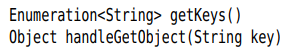 Enumeration<String> getKeys()
Object handleGetObject(String key)